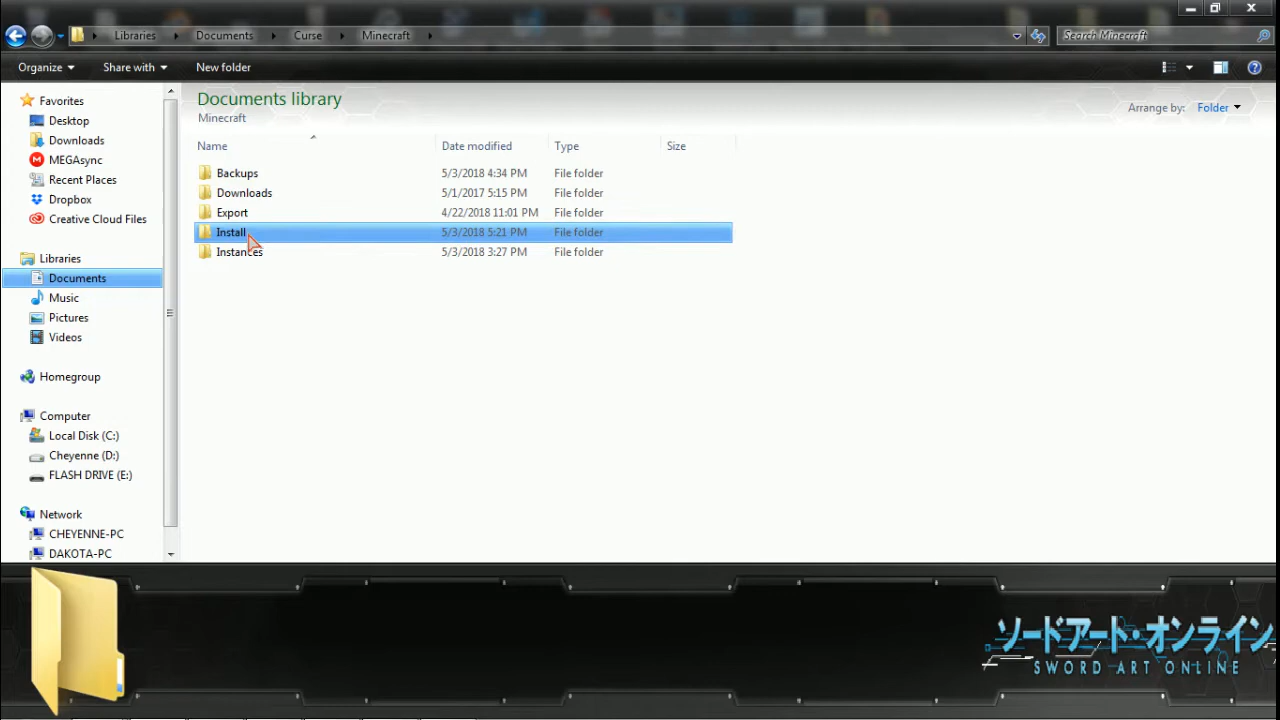 Libraries Documents Curse Minecraft Search Minecraft
Organize Share with New folder
Favorites
Desktop
Downloads
MEGAsync
Recent Places
Dropbox
Creative Cloud Files
Libraries
Documents
Music
Pictures
Videos
Homegroup
Computer
Local Disk (C:)
Cheyenne (D:)
FLASH DRIVE (E:)
Network
CHEYENNE-PC
DAKOTA-PC
Documents library
Minecraft
Arrange by: Folder
Name Date modified Type Size
Backups 5/3/2018 4:34 PM File folder
Downloads 5/1/2017 5:15 PM File folder
Export 4/22/2018 11:01 PM File folder
Install 5/3/2018 5:21 PM File folder
Instances 5/3/2018 3:27 PM File folder
ソードアート・オンライン
SWORD ART ONLINE